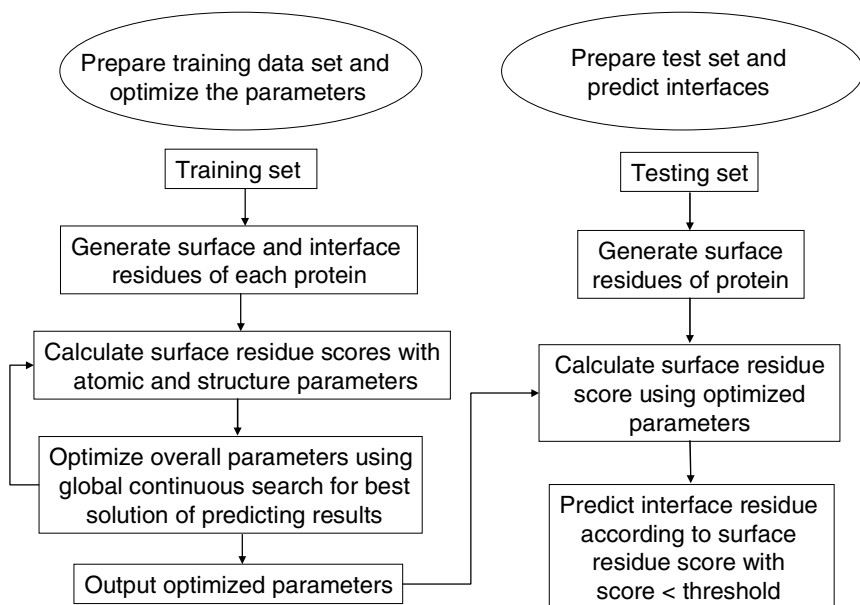 Prepare training data set and
optimize the parameters
Training set
Generate surface and interface
residues of each protein
Calculate surface residue scores with
atomic and structure parameters
Optimize overall parameters using
global continuous search for best
solution of predicting results
Output optimized parameters
Prepare test set and
predict interfaces
Testing set
Generate surface
residues of protein
Calculate surface residue
score using optimized
parameters
Predict interface residue
according to surface
residue score with
score < threshold